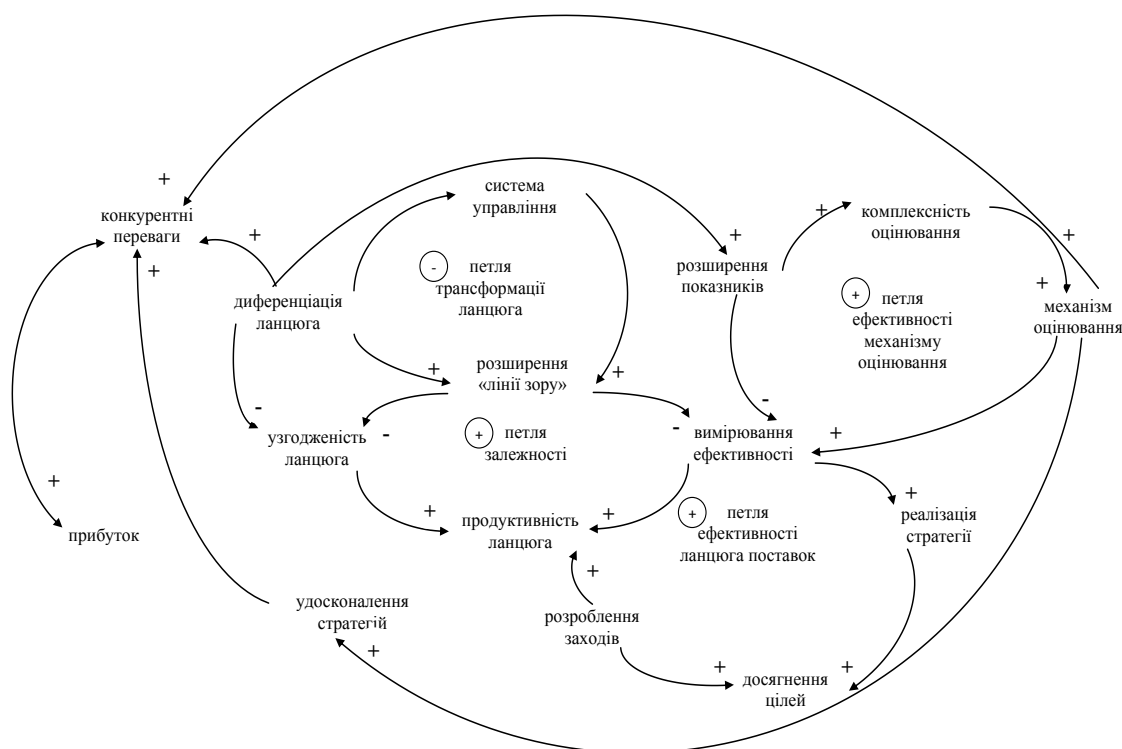 +
система
управління
конкурентні
переваги
+
+
+
комплексність
оцінювання
+
+
- петля
трансформації
ланцюга
розширення
показників
диференціація
ланцюга
+
+ петля
ефективності
механізму
оцінювання
механізм
оцінювання
+
розширення
«лінії зору»
+
-
-
узгодженість
ланцюга
-
+ петля
залежності
-
вимірювання
ефективності
+
+
прибуток
+
продуктивність
ланцюга
+
+ петля
ефективності
ланцюга поставок
+
реалізація
стратегії
+
удосконалення
стратегій
+
розроблення
заходів
+
+
досягнення
цілей